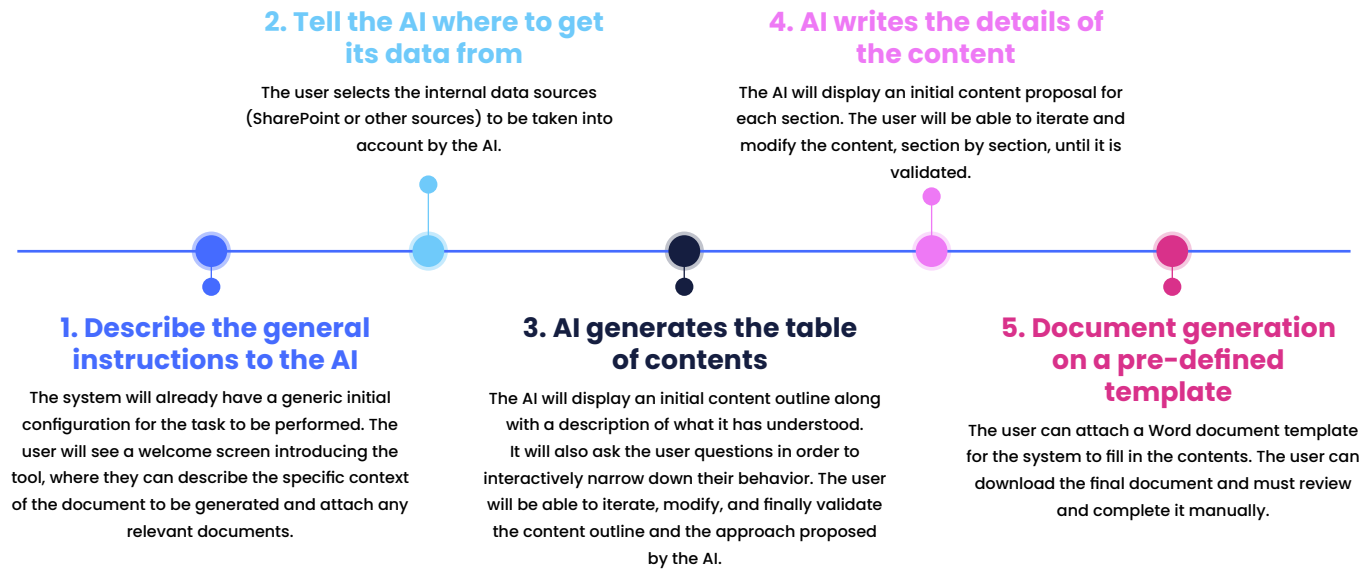 2. Tell the AI where to get
its data from
The user selects the internal data sources
(SharePoint or other sources) to be taken into
account by the AI.
4. AI writes the details of
the content
The AI will display an initial content proposal for
each section. The user will be able to iterate and
modify the content, section by section, until it is
validated.
1. Describe the general
instructions to the AI
The system will already have a generic initial
configuration for the task to be performed. The
user will see a welcome screen introducing the
tool, where they can describe the specific context
of the document to be generated and attach any
relevant documents.
3. AI generates the table
of contents
The AI will display an initial content outline along
with a description of what it has understood.
It will also ask the user questions in order to
interactively narrow down their behavior. The user
will be able to iterate, modify, and finally validate
the content outline and the approach proposed
by the AI.
5. Document generation
on a pre-defined
template
The user can attach a Word document template
for the system to fill in the contents. The user can
download the final document and must review
and complete it manually.